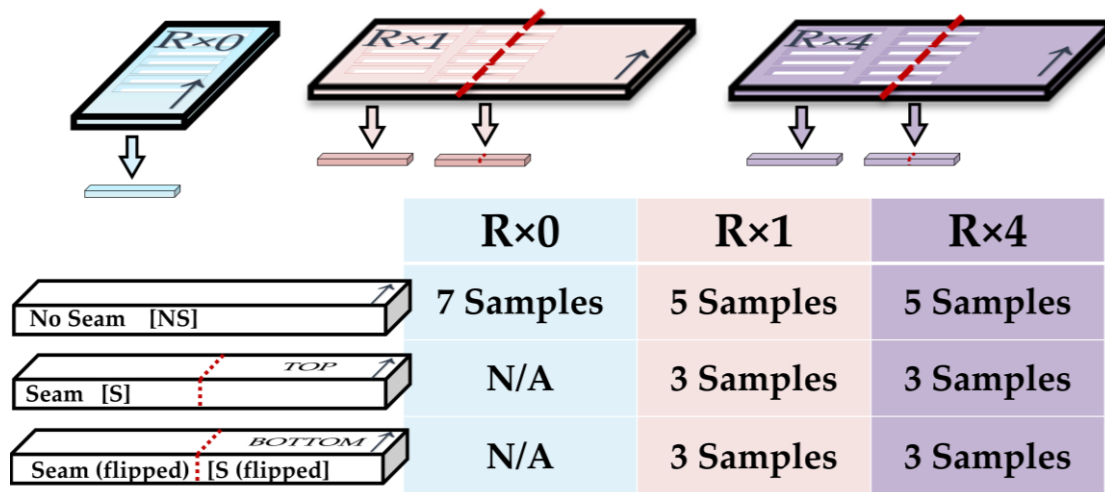 R×0
R×1
R×4
R×0 R×1 R×4
No Seam [NS] 7 Samples 5 Samples 5 Samples
TOP
Seam [S] N/A 3 Samples 3 Samples
BOTTOM
Seam (flipped) [S (flipped] N/A 3 Samples 3 Samples